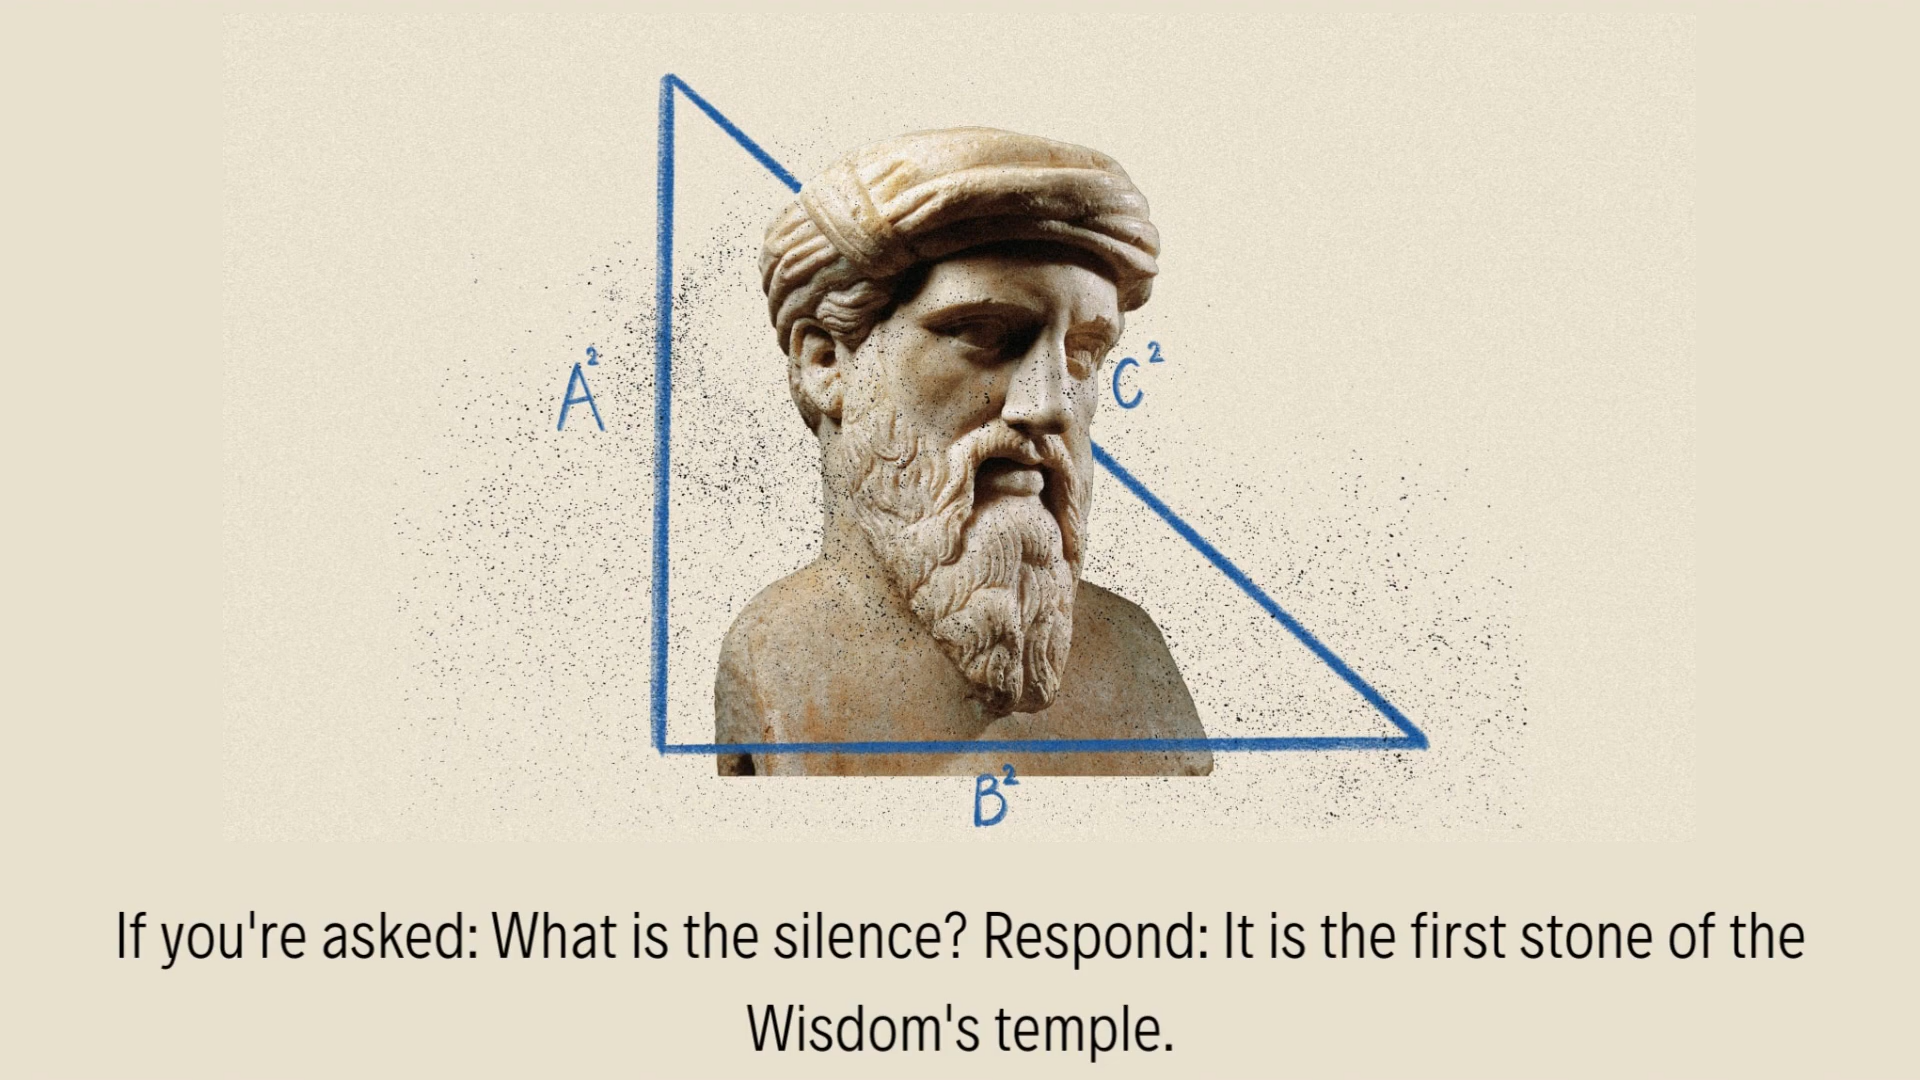 A²
C²
B²
If you're asked: What is the silence? Respond: It is the first stone of the
Wisdom's temple.